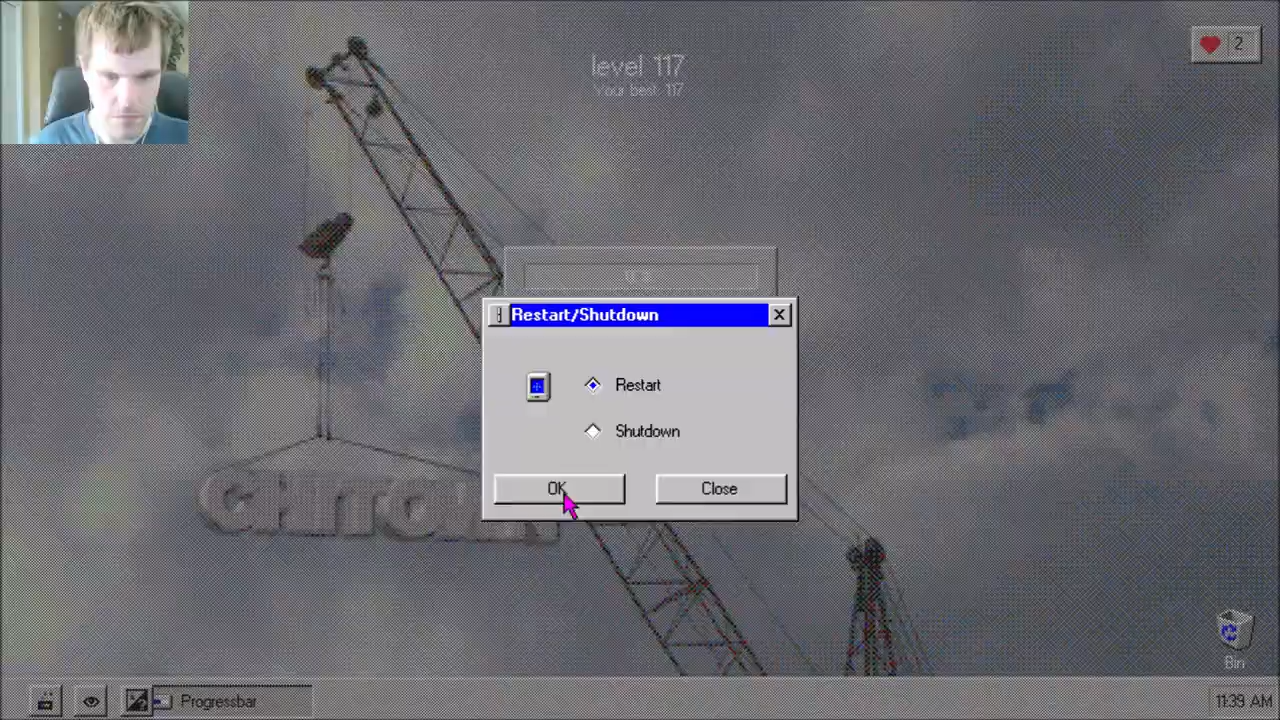 level 117
Your best: 117
2
Restart/Shutdown
Restart
Shutdown
OK
Close
Bin
Progressbar
11:39 AM